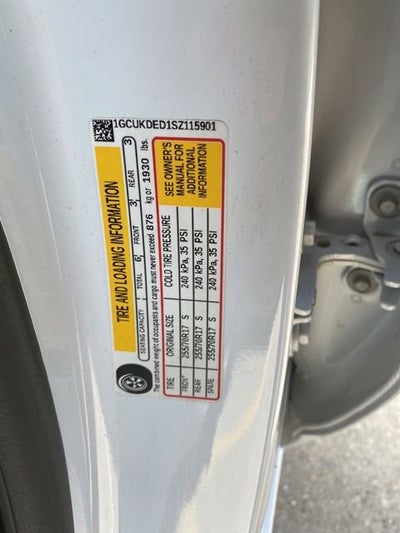 1GCUKDED1SZ115901
TIRE AND LOADING INFORMATION
SEATING CAPACITY : TOTAL 6, FRONT 3, REAR 3
The combined weight of occupants and cargo must never exceed 876 kg or 1930 lbs.
TIRE ORIGINAL SIZE COLD TIRE PRESSURE
FRONT 255/70R17 S 240 kPa, 35 PSI
REAR 255/70R17 S 240 kPa, 35 PSI
SPARE 255/70R17 S 240 kPa, 35 PSI
SEE OWNER'S
MANUAL FOR
ADDITIONAL
INFORMATION